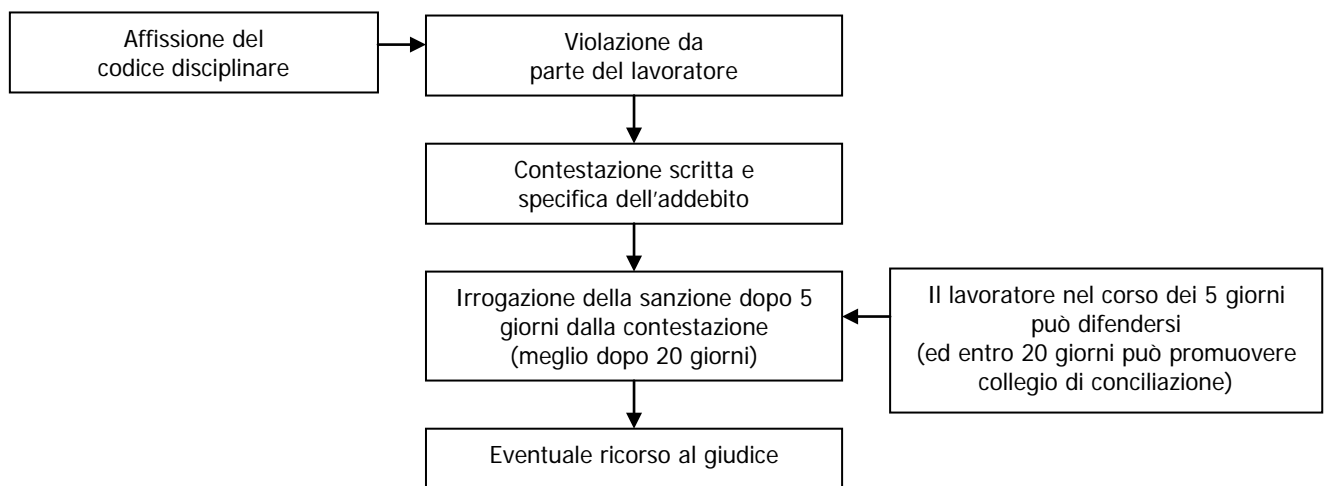 Affissione del
codice disciplinare
Violazione da
parte del lavoratore
Contestazione scritta e
specifica dell'addebito
Irrogazione della sanzione dopo 5
giorni dalla contestazione
(meglio dopo 20 giorni)
Il lavoratore nel corso dei 5 giorni
può difendersi
(ed entro 20 giorni può promuovere
collegio di conciliazione)
Eventuale ricorso al giudice